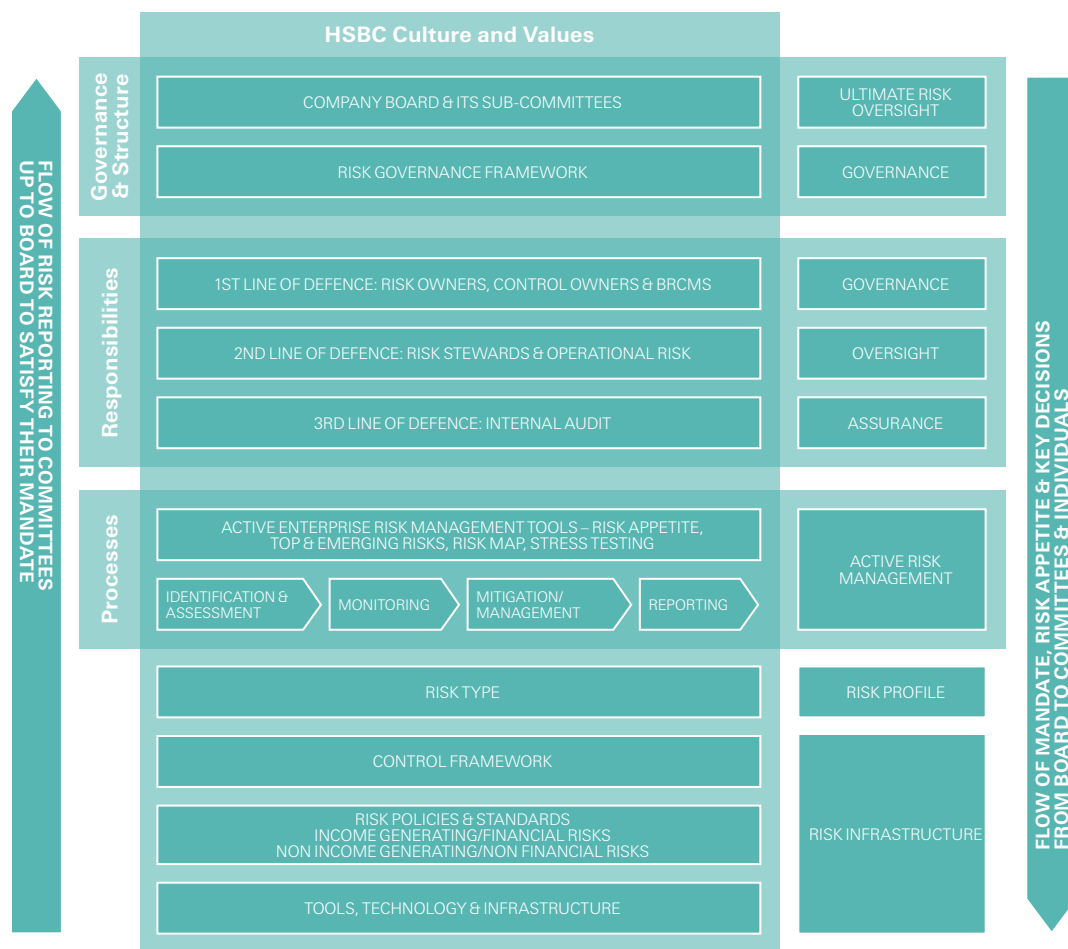 HSBC Culture and Values
FLOW OF RISK REPORTING TO COMMITTEES
UP TO BOARD TO SATISFY THEIR MANDATE
Governance
& Structure
COMPANY BOARD & ITS SUB-COMMITTEES
ULTIMATE RISK
OVERSIGHT
RISK GOVERNANCE FRAMEWORK
GOVERNANCE
Responsibilities
1ST LINE OF DEFENCE: RISK OWNERS, CONTROL OWNERS & BRCMS
GOVERNANCE
2ND LINE OF DEFENCE: RISK STEWARDS & OPERATIONAL RISK
OVERSIGHT
3RD LINE OF DEFENCE: INTERNAL AUDIT
ASSURANCE
Processes
ACTIVE ENTERPRISE RISK MANAGEMENT TOOLS – RISK APPETITE,
TOP & EMERGING RISKS, RISK MAP, STRESS TESTING
IDENTIFICATION &
ASSESSMENT
MONITORING
MITIGATION/
MANAGEMENT
REPORTING
ACTIVE RISK
MANAGEMENT
RISK TYPE
RISK PROFILE
CONTROL FRAMEWORK
RISK POLICIES & STANDARDS
INCOME GENERATING/FINANCIAL RISKS
NON INCOME GENERATING/NON FINANCIAL RISKS
TOOLS, TECHNOLOGY & INFRASTRUCTURE
RISK INFRASTRUCTURE
FLOW OF MANDATE, RISK APPETITE & KEY DECISIONS
FROM BOARD TO COMMITTEES & INDIVIDUALS